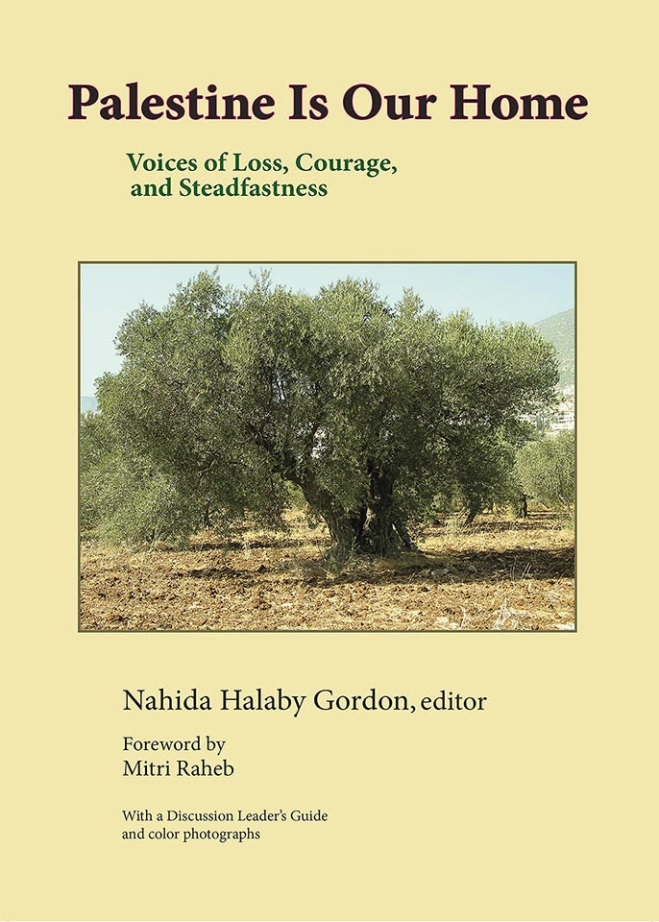 Palestine Is Our Home
Voices of Loss, Courage,
and Steadfastness
Nahida Halaby Gordon, editor
Foreword by
Mitri Raheb
With a Discussion Leader's Guide
and color photographs